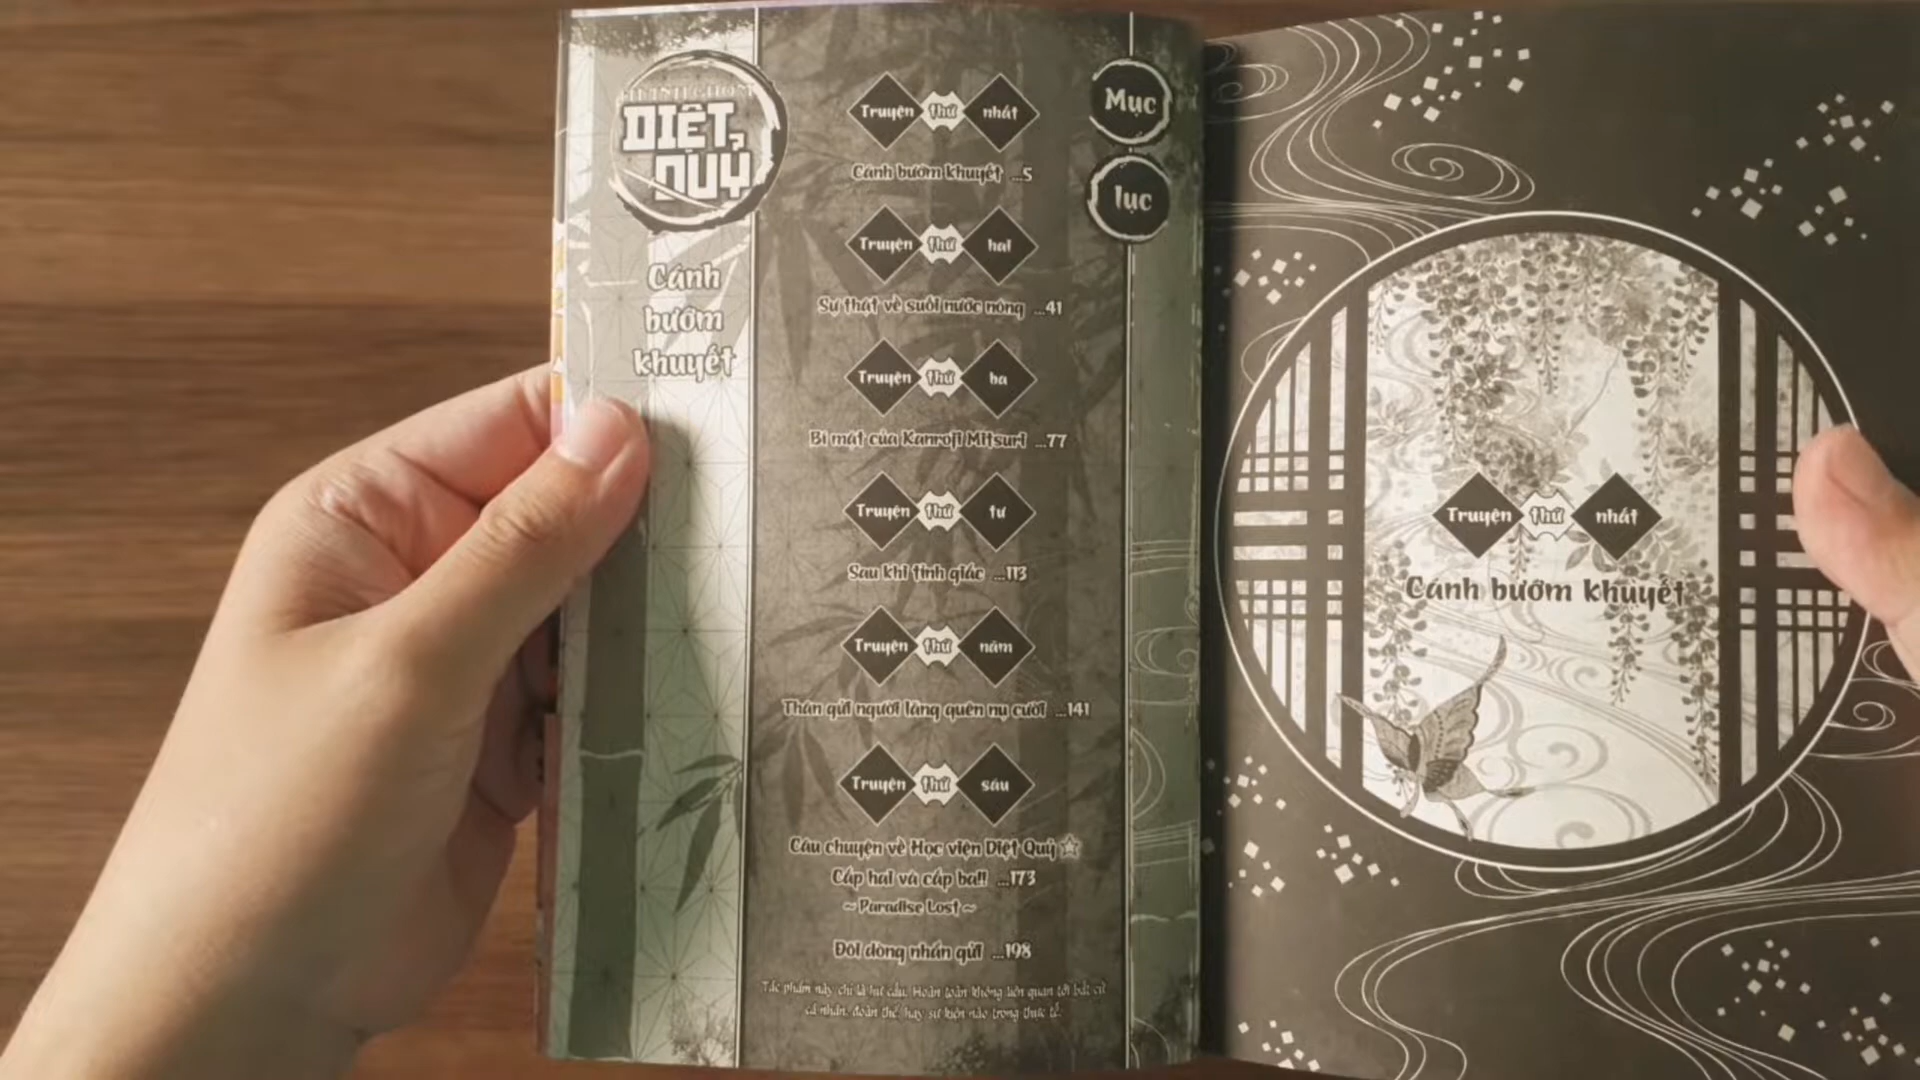 THANH GƯƠM
DIỆT
QUỶ
Cánh
bướm
khuyết
Mục
lục
Truyện thứ nhất
Cánh bướm khuyết ...5
Truyện thứ hai
Sự thật về suối nước nóng ...41
Truyện thứ ba
Bí mật của Kanroji Mitsuri ...77
Truyện thứ tư
Sau khi tỉnh giấc ...113
Truyện thứ năm
Thân gửi người lãng quên nụ cười ...141
Truyện thứ sáu
Câu chuyện về Học viện Diệt Quỷ ☆
Cấp hai và cấp ba!! ...173
~ Paradise Lost ~
Đôi dòng nhắn gửi ...198
Tác phẩm này chỉ là hư cấu. Hoàn toàn không liên quan tới bất cứ
cá nhân, đoàn thể, hay sự kiện nào trong thực tế.
Truyện thứ nhất
Cánh bướm khuyết